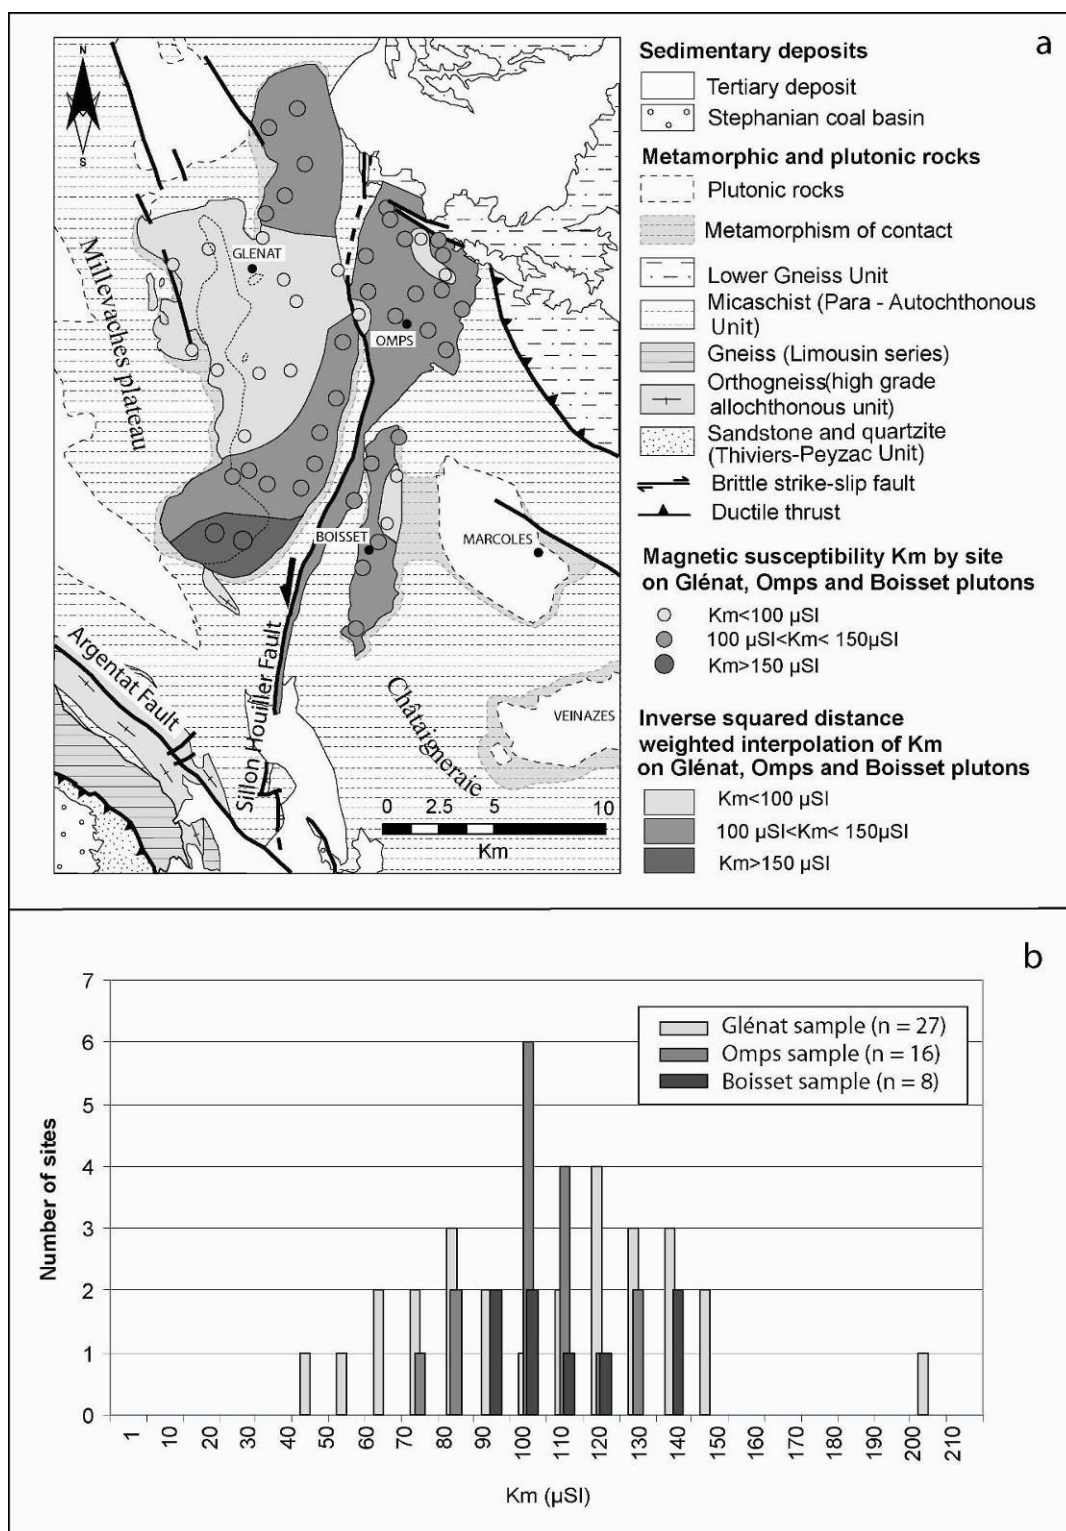 a
Sedimentary deposits
Tertiary deposit
Stephanian coal basin
Metamorphic and plutonic rocks
Plutonic rocks
Metamorphism of contact
Lower Gneiss Unit
Micaschist (Para - Autochthonous
Unit)
Gneiss (Limousin series)
Orthogneiss(high grade
allochthonous unit)
Sandstone and quartzite
(Thiviers-Peyzac Unit)
Brittle strike-slip fault
Ductile thrust
Magnetic susceptibility Km by site
on Glénat, Omps and Boisset plutons
Km<100 µSI
100 µSI<Km< 150µSI
Km>150 µSI
Inverse squared distance
weighted interpolation of Km
on Glénat, Omps and Boisset plutons
Km<100 µSI
100 µSI<Km< 150µSI
Km>150 µSI
N
S
GLENAT
Millevaches plateau
OMPS
BOISSET
MARCOLES
Argentat Fault
Sillon Houiller Fault
Châtaigneraie
VEINAZES
0 2.5 5 10
Km
b
7
6
5
4
3
2
1
0
Number of sites
Glénat sample (n = 27)
Omps sample (n = 16)
Boisset sample (n = 8)
1 10 20 30 40 60 70 80 90 100 110 120 130 140 150 170 180 190 200 210
Km (µSI)